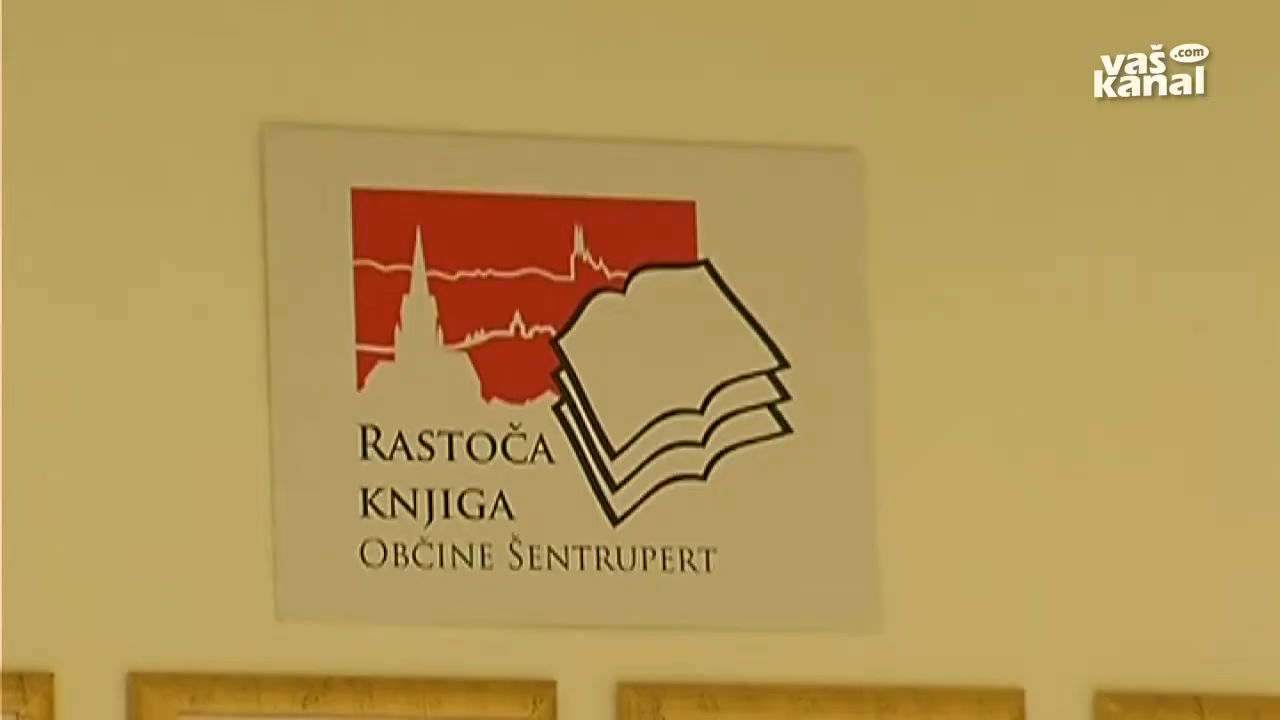 vaš
.com
kanal
RASTOČA
KNJIGA
OBČINE ŠENTRUPERT